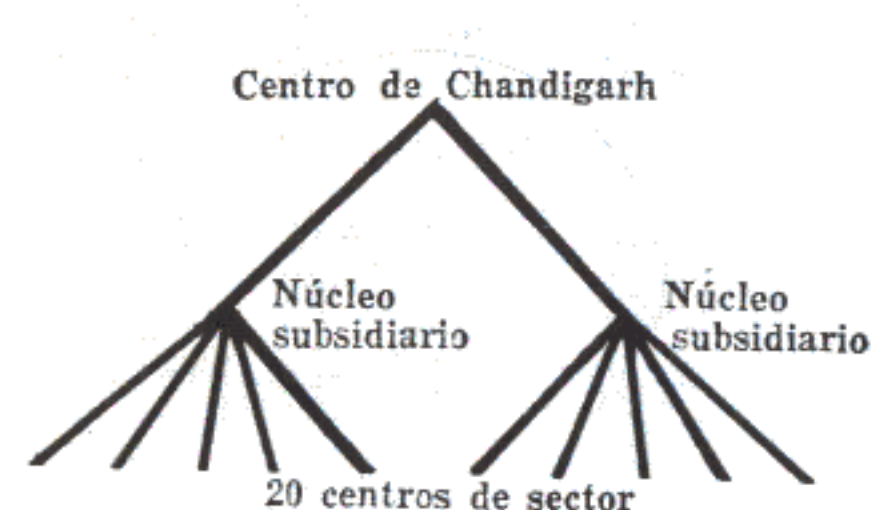 Centro de Chandigarh
Núcleo
subsidiario
Núcleo
subsidiario
20 centros de sector